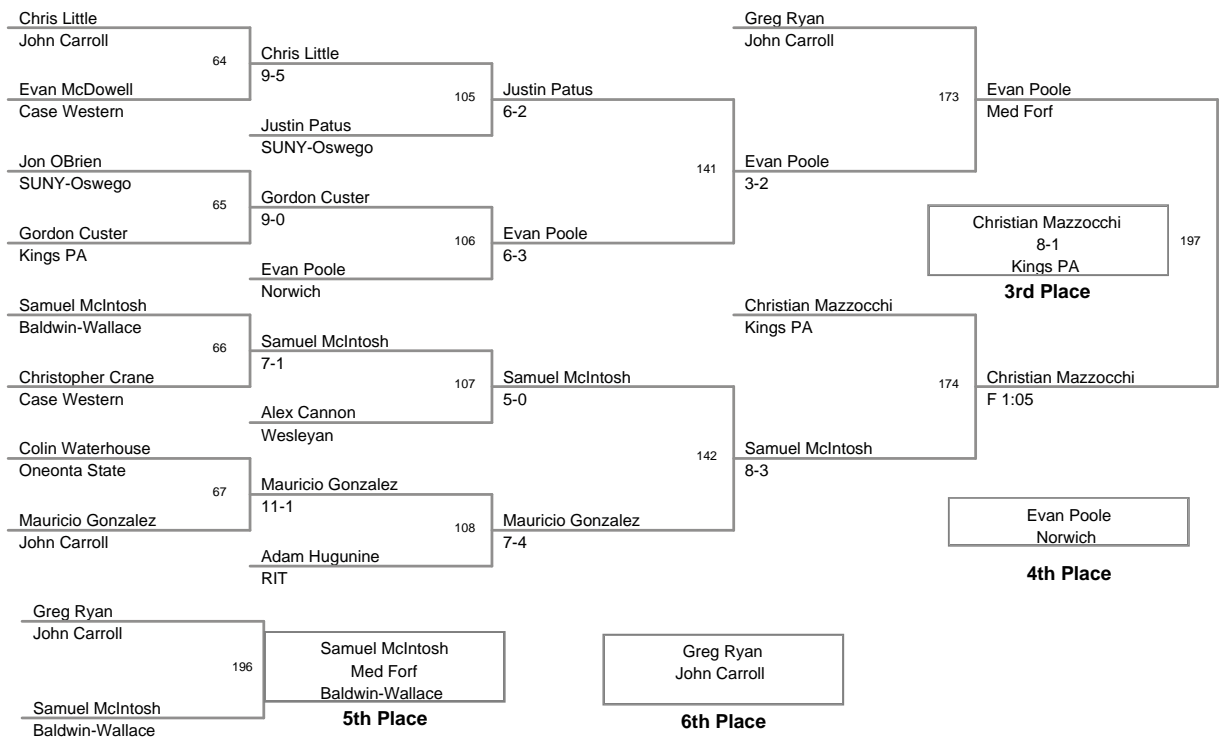 Chris Little
John Carroll
64
Evan McDowell
Case Western
Jon OBrien
SUNY-Oswego
65
Gordon Custer
Kings PA
Samuel McIntosh
Baldwin-Wallace
66
Christopher Crane
Case Western
Colin Waterhouse
Oneonta State
67
Mauricio Gonzalez
John Carroll
Chris Little
9-5
105
Justin Patus
SUNY-Oswego
Gordon Custer
9-0
106
Evan Poole
Norwich
Samuel McIntosh
7-1
107
Alex Cannon
Wesleyan
Mauricio Gonzalez
11-1
108
Adam Hugunine
RIT
Justin Patus
6-2
141
Evan Poole
6-3
Samuel McIntosh
5-0
142
Mauricio Gonzalez
7-4
Greg Ryan
John Carroll
173
Evan Poole
3-2
Christian Mazzocchi
Kings PA
174
Samuel McIntosh
8-3
Evan Poole
Med Forf
Christian Mazzocchi
8-1
Kings PA
197
3rd Place
Christian Mazzocchi
F 1:05
Evan Poole
Norwich
4th Place
Greg Ryan
John Carroll
196
Samuel McIntosh
Baldwin-Wallace
Samuel McIntosh
Med Forf
Baldwin-Wallace
5th Place
Greg Ryan
John Carroll
6th Place